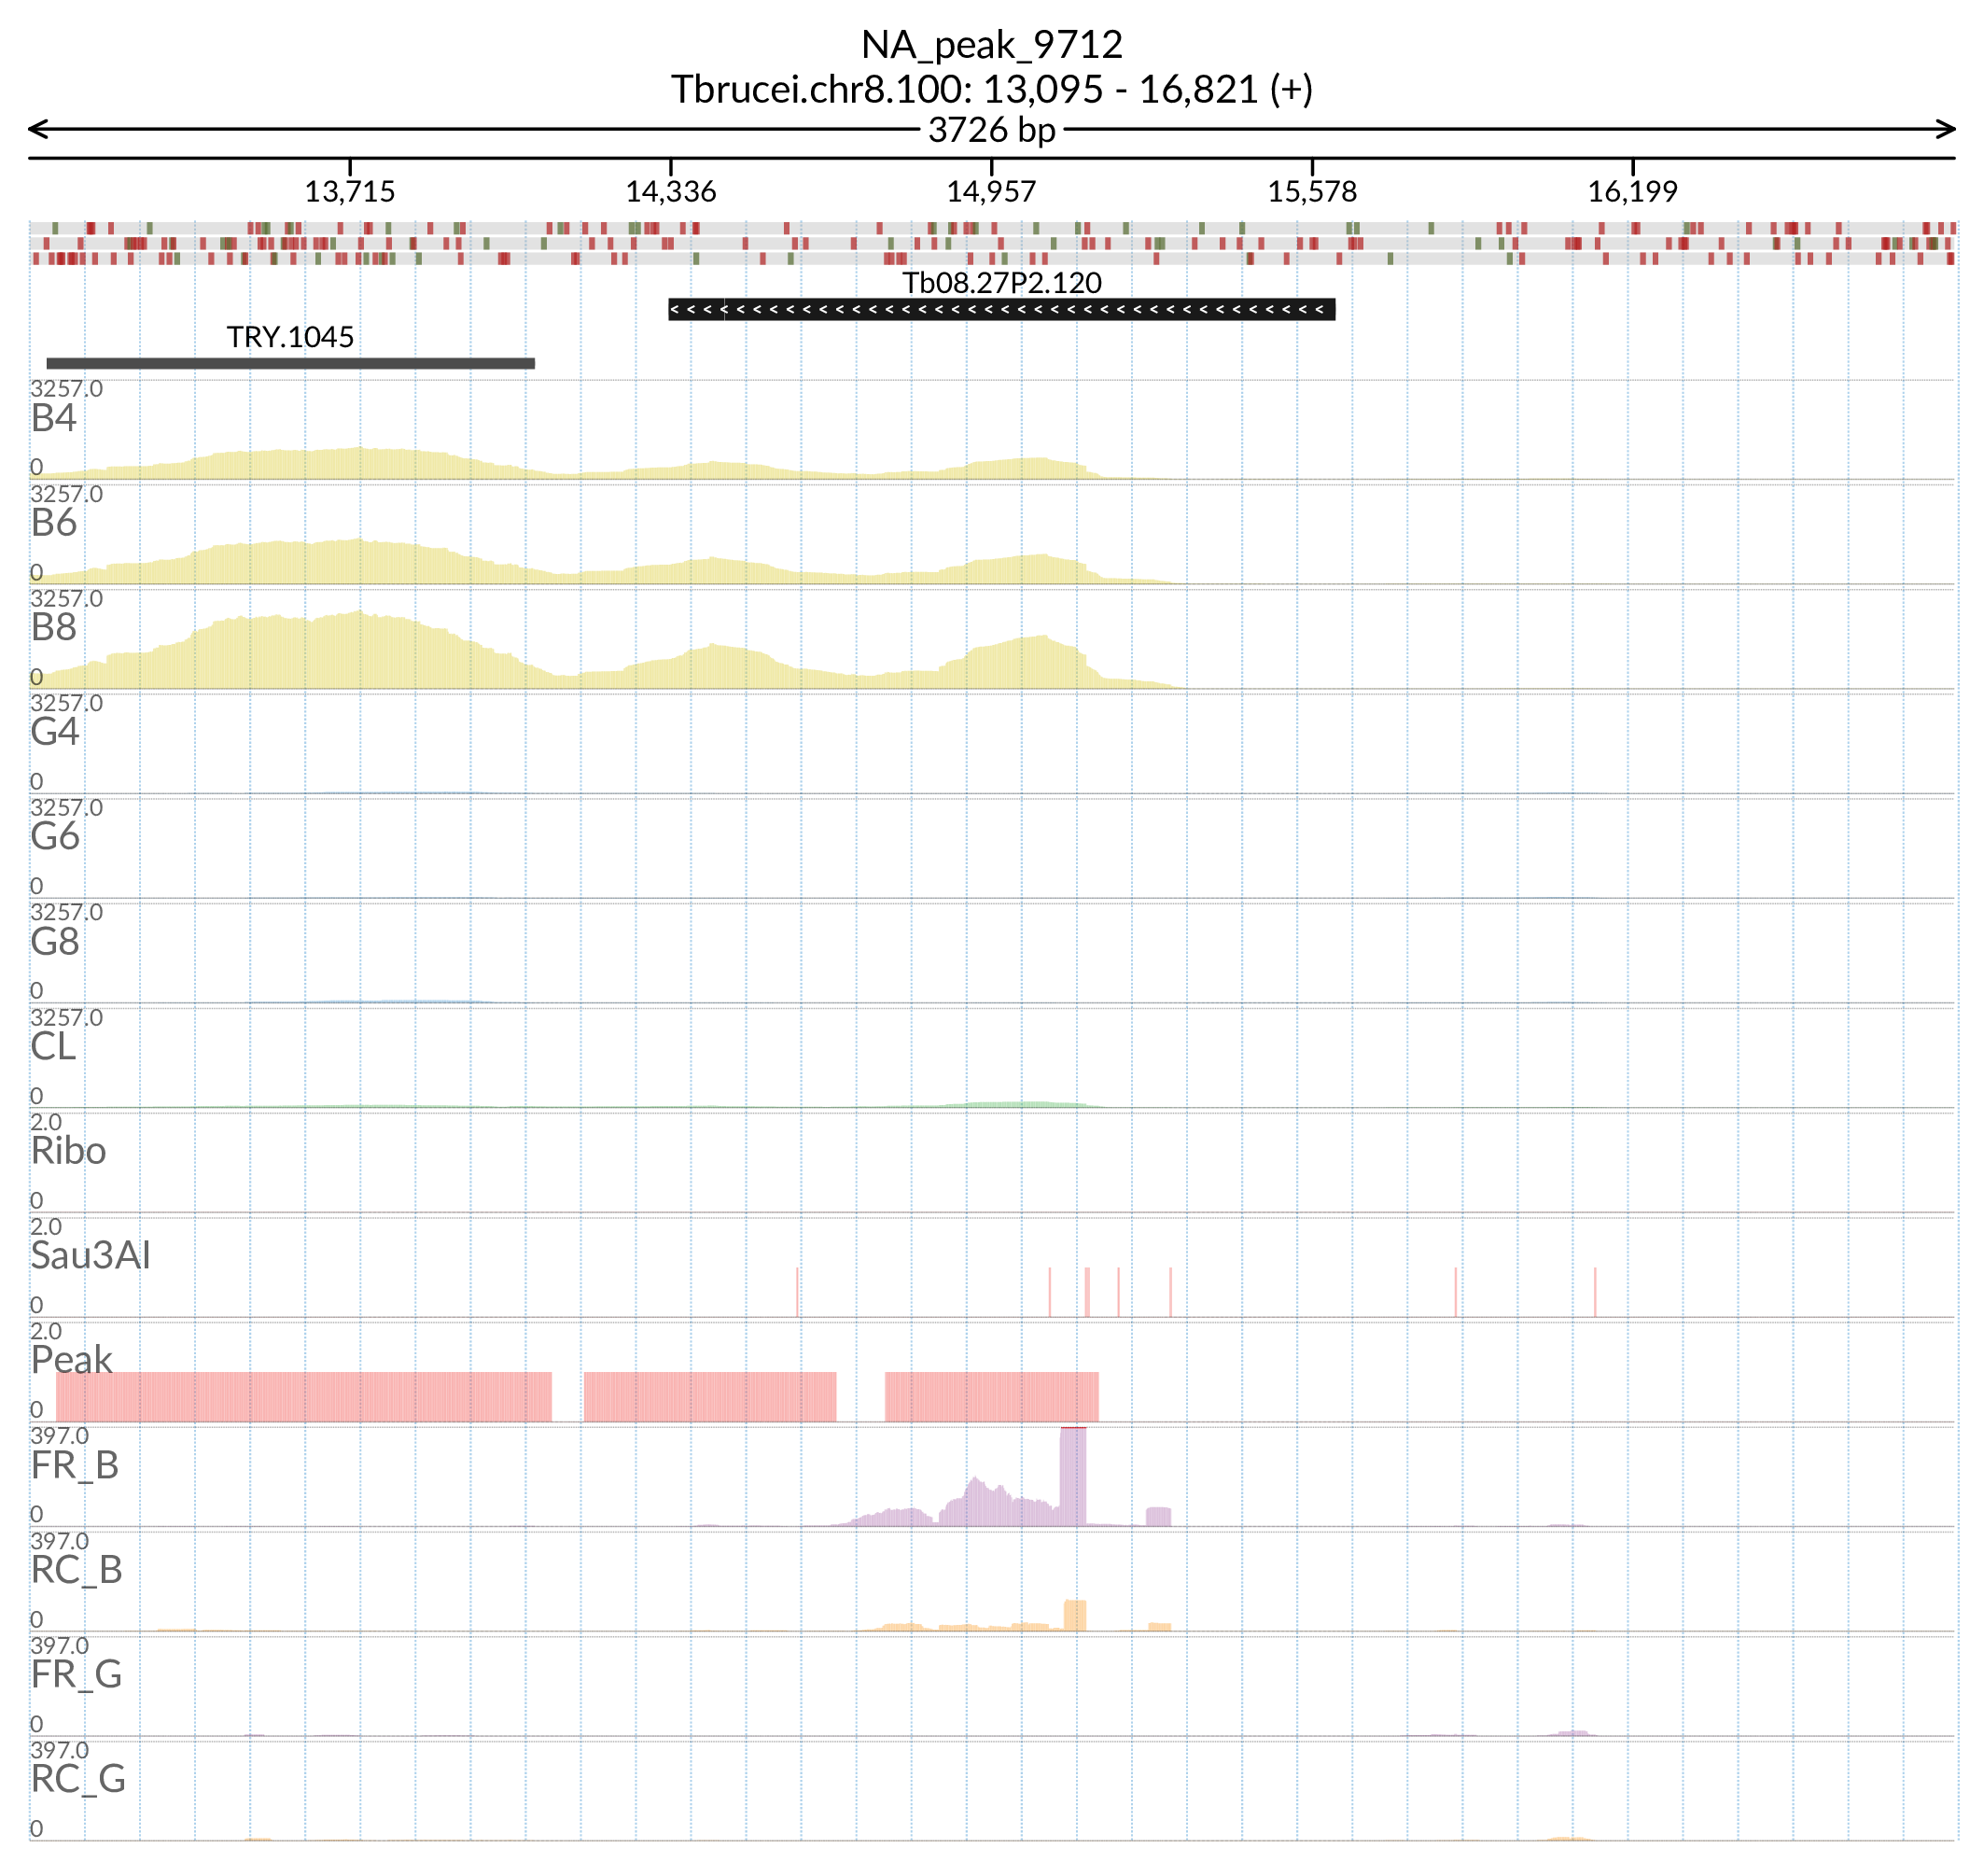 NA_peak_9712
Tbrucei.chr8.100: 13,095 - 16,821 (+)
3726 bp
13,715 14,336 14,957 15,578 16,199
Tb08.27P2.120
< < < < < < < < < < < < < < < < < < < < < < < < < < < < < < < < < < < < < < < <
TRY.1045
3257.0
B4
0
3257.0
B6
0
3257.0
B8
0
3257.0
G4
0
3257.0
G6
0
3257.0
G8
0
3257.0
CL
0
2.0
Ribo
0
2.0
Sau3AI
0
2.0
Peak
0
397.0
FR_B
0
397.0
RC_B
0
397.0
FR_G
0
397.0
RC_G
0